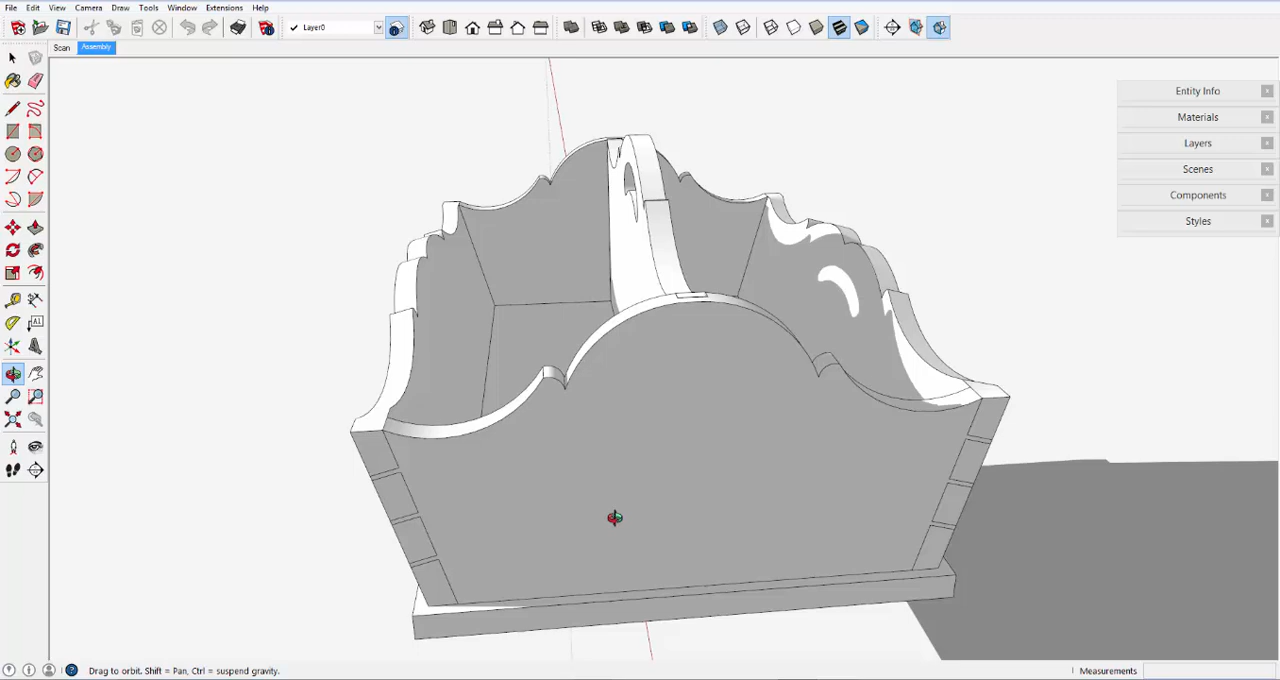 File Edit View Camera Draw Tools Window Extensions Help
Layer0
Scan Assembly
Entity Info
Materials
Layers
Scenes
Components
Styles
A1
Drag to orbit. Shift = Pan, Ctrl = suspend gravity.
Measurements